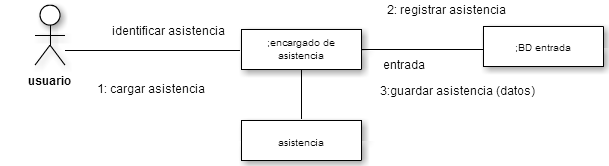 2: registrar asistencia
identificar asistencia
;encargado de
asistencia
;BD entrada
entrada
usuario
1: cargar asistencia
3:guardar asistencia (datos)
asistencia